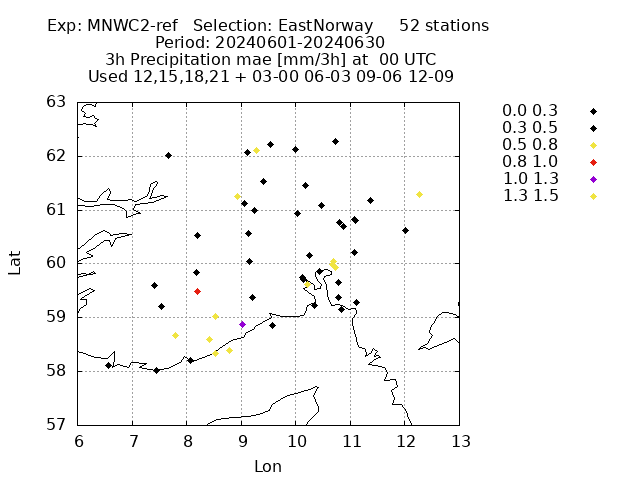 Exp: MNWC2-ref   Selection: EastNorway     52 stations
Period: 20240601-20240630
3h Precipitation mae [mm/3h] at  00 UTC
Used 12,15,18,21 + 03-00 06-03 09-06 12-09
0.0 0.3
0.3 0.5
0.5 0.8
0.8 1.0
1.0 1.3
1.3 1.5
63
62
61
60
59
58
57
Lat
6 7 8 9 10 11 12 13
Lon